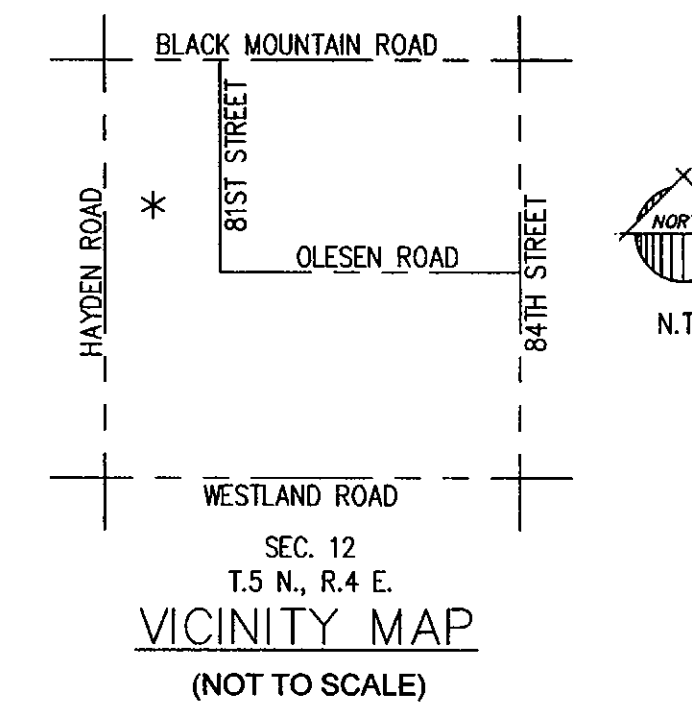 BLACK MOUNTAIN ROAD
81ST STREET
HAYDEN ROAD
OLESEN ROAD
84TH STREET
NOR
N.T
WESTLAND ROAD
SEC. 12
T.5 N., R.4 E.
VICINITY MAP
(NOT TO SCALE)